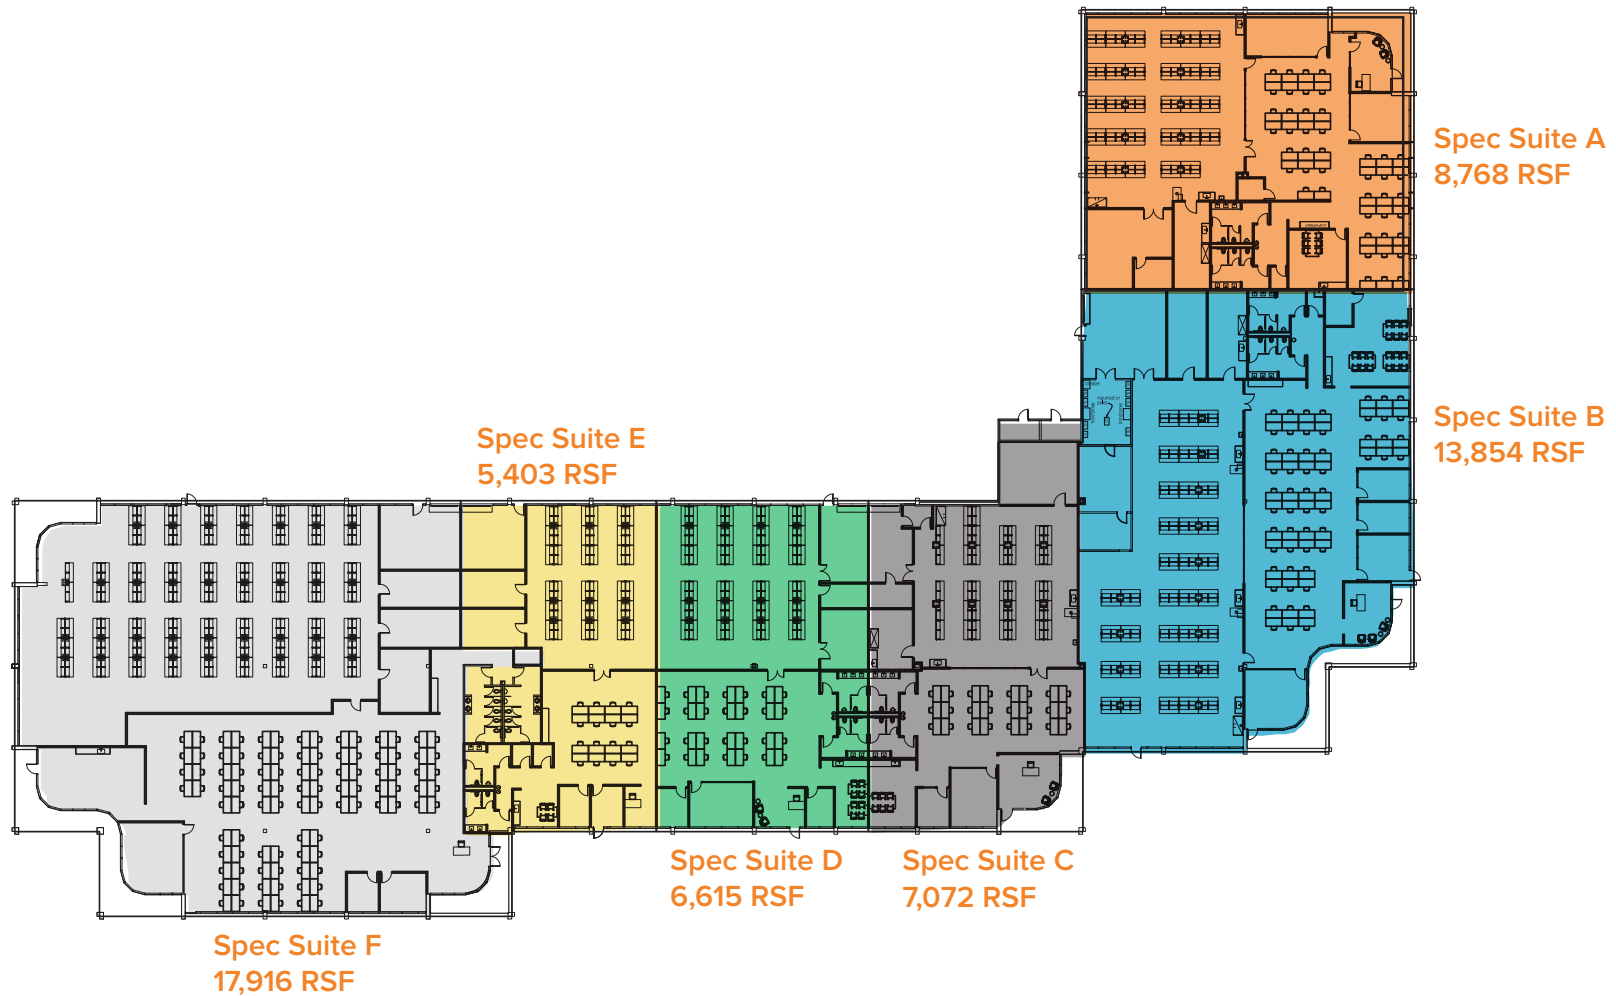 Spec Suite A
8,768 RSF
Spec Suite B
13,854 RSF
Spec Suite E
5,403 RSF
Spec Suite D
6,615 RSF
Spec Suite C
7,072 RSF
Spec Suite F
17,916 RSF